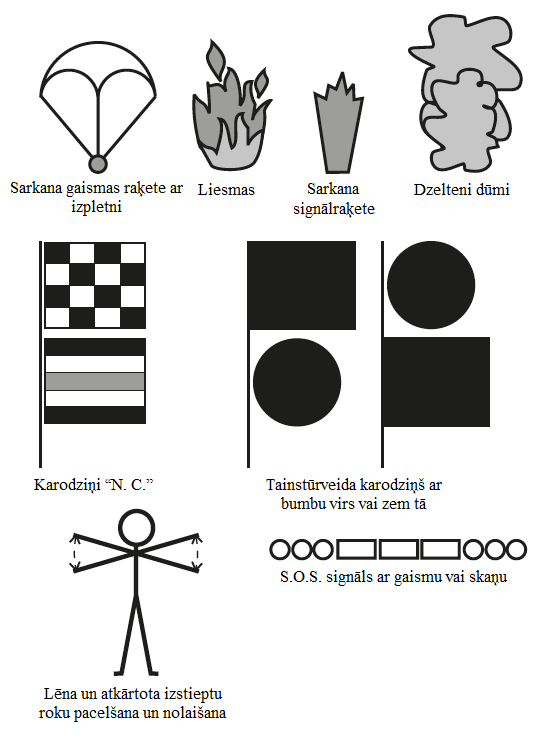 Sarkana gaismas raķete ar
izpletni
Liesmas
Sarkana
signālraķete
Dzelteni dūmi
Karodziņi “N. C.”
Tainstūrveida karodziņš ar
bumbu virs vai zem tā
S.O.S. signāls ar gaismu vai skaņu
Lēna un atkārtota izstieptu
roku pacelšana un nolaišana